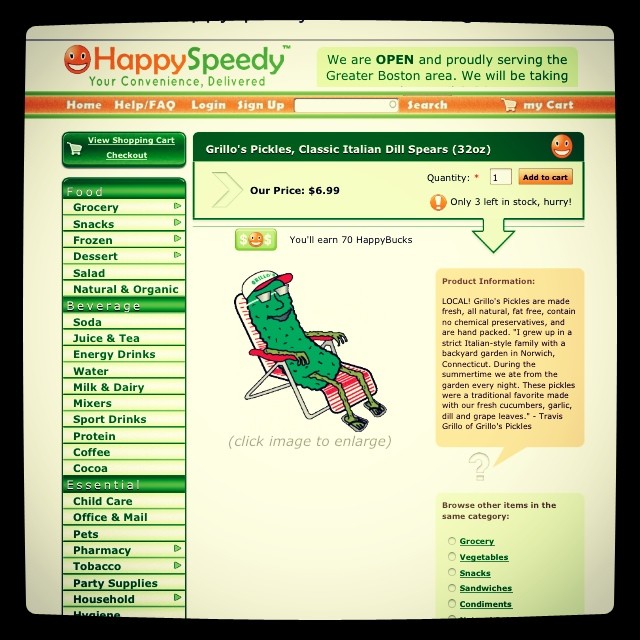 HappySpeedy™
Your Convenience, Delivered
We are OPEN and proudly serving the
Greater Boston area. We will be taking
Home Help/FAQ Login Sign Up Search my Cart
View Shopping Cart
Checkout
Grillo's Pickles, Classic Italian Dill Spears (32oz)
Our Price: $6.99
Quantity: * 1 Add to cart
Only 3 left in stock, hurry!
$ $
You'll earn 70 HappyBucks
Food
Grocery
Snacks
Frozen
Dessert
Salad
Natural & Organic
Beverage
Soda
Juice & Tea
Energy Drinks
Water
Milk & Dairy
Mixers
Sport Drinks
Protein
Coffee
Cocoa
Essential
Child Care
Office & Mail
Pets
Pharmacy
Tobacco
Party Supplies
Household
Hygiene
GRILLO'S
(click image to enlarge)
Product Information:
LOCAL! Grillo's Pickles are made
fresh, all natural, fat free, contain
no chemical preservatives, and
are hand packed. "I grew up in a
strict Italian-style family with a
backyard garden in Norwich,
Connecticut. During the
summertime we ate from the
garden every night. These pickles
were a traditional favorite made
with our fresh cucumbers, garlic,
dill and grape leaves." - Travis
Grillo of Grillo's Pickles
?
Browse other items in the
same category:
Grocery
Vegetables
Snacks
Sandwiches
Condiments